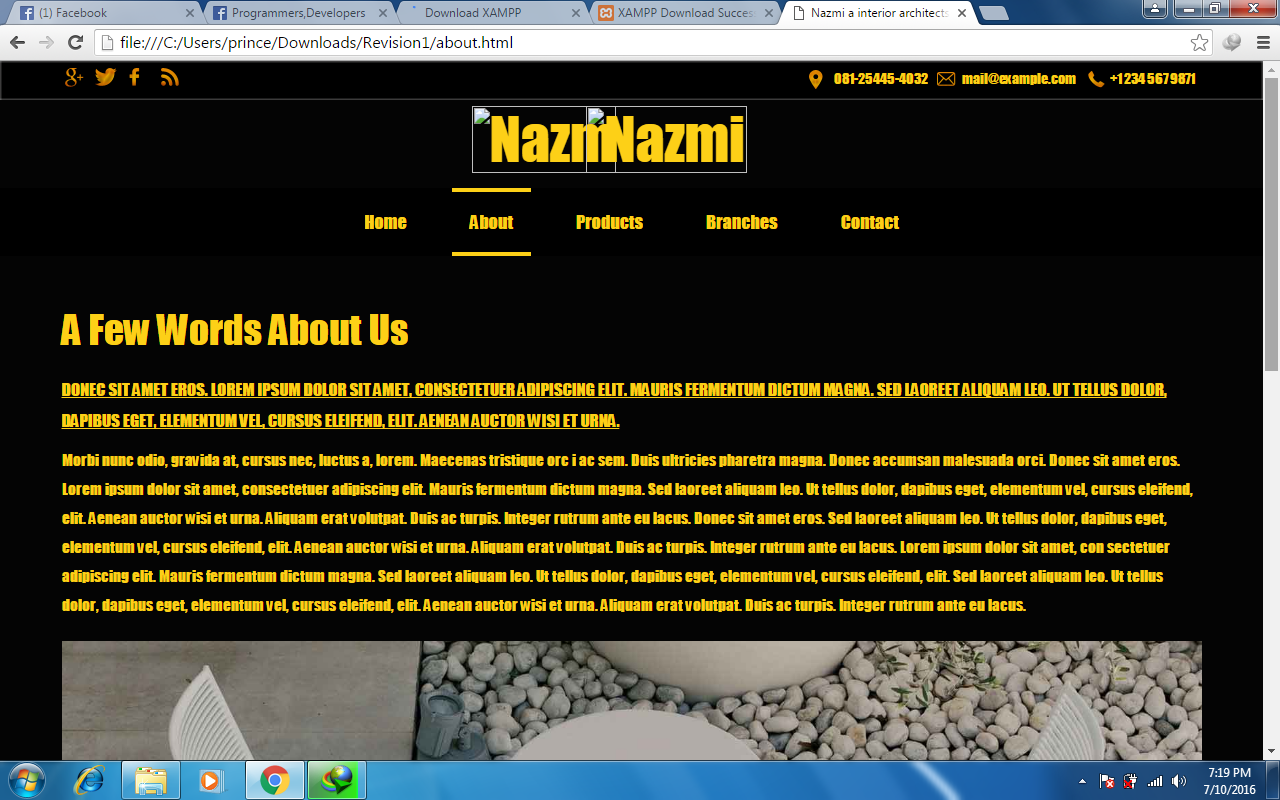 (1) Facebook
Programmers,Developers
Download XAMPP
XAMPP Download Succes
Nazmi a interior architects
file:///C:/Users/prince/Downloads/Revision1/about.html
081-25445-4032
mail@example.com
+1 234 567 9871
Nazm
Nazmi
Home
About
Products
Branches
Contact
A Few Words About Us
DONEC SIT AMET EROS. LOREM IPSUM DOLOR SIT AMET, CONSECTETUER ADIPISCING ELIT. MAURIS FERMENTUM DICTUM MAGNA. SED LAOREET ALIQUAM LEO. UT TELLUS DOLOR,
DAPIBUS EGET, ELEMENTUM VEL, CURSUS ELEIFEND, ELIT. AENEAN AUCTOR WISI ET URNA.
Morbi nunc odio, gravida at, cursus nec, luctus a, lorem. Maecenas tristique orc i ac sem. Duis ultricies pharetra magna. Donec accumsan malesuada orci. Donec sit amet eros.
Lorem ipsum dolor sit amet, consectetuer adipiscing elit. Mauris fermentum dictum magna. Sed laoreet aliquam leo. Ut tellus dolor, dapibus eget, elementum vel, cursus eleifend,
elit. Aenean auctor wisi et urna. Aliquam erat volutpat. Duis ac turpis. Integer rutrum ante eu lacus. Donec sit amet eros. Sed laoreet aliquam leo. Ut tellus dolor, dapibus eget,
elementum vel, cursus eleifend, elit. Aenean auctor wisi et urna. Aliquam erat volutpat. Duis ac turpis. Integer rutrum ante eu lacus. Lorem ipsum dolor sit amet, con sectetuer
adipiscing elit. Mauris fermentum dictum magna. Sed laoreet aliquam leo. Ut tellus dolor, dapibus eget, elementum vel, cursus eleifend, elit. Sed laoreet aliquam leo. Ut tellus
dolor, dapibus eget, elementum vel, cursus eleifend, elit. Aenean auctor wisi et urna. Aliquam erat volutpat. Duis ac turpis. Integer rutrum ante eu lacus.
7:19 PM
7/10/2016